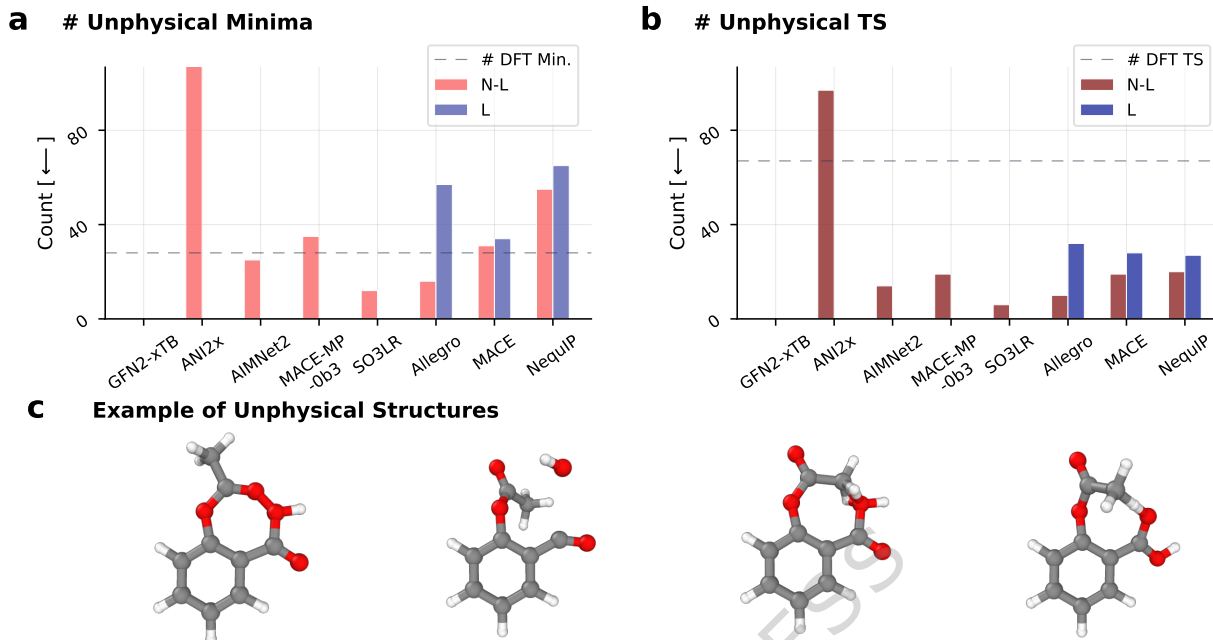 a # Unphysical Minima
# DFT Min.
N-L
L
Count [ ⟵ ]
80
40
0
GFN2-xTB
ANI2x
AIMNet2
MACE-MP
-0b3
SO3LR
Allegro
MACE
NequIP
b # Unphysical TS
# DFT TS
N-L
L
Count [ ⟵ ]
80
40
0
GFN2-xTB
ANI2x
AIMNet2
MACE-MP
-0b3
SO3LR
Allegro
MACE
NequIP
c Example of Unphysical Structures
ESS